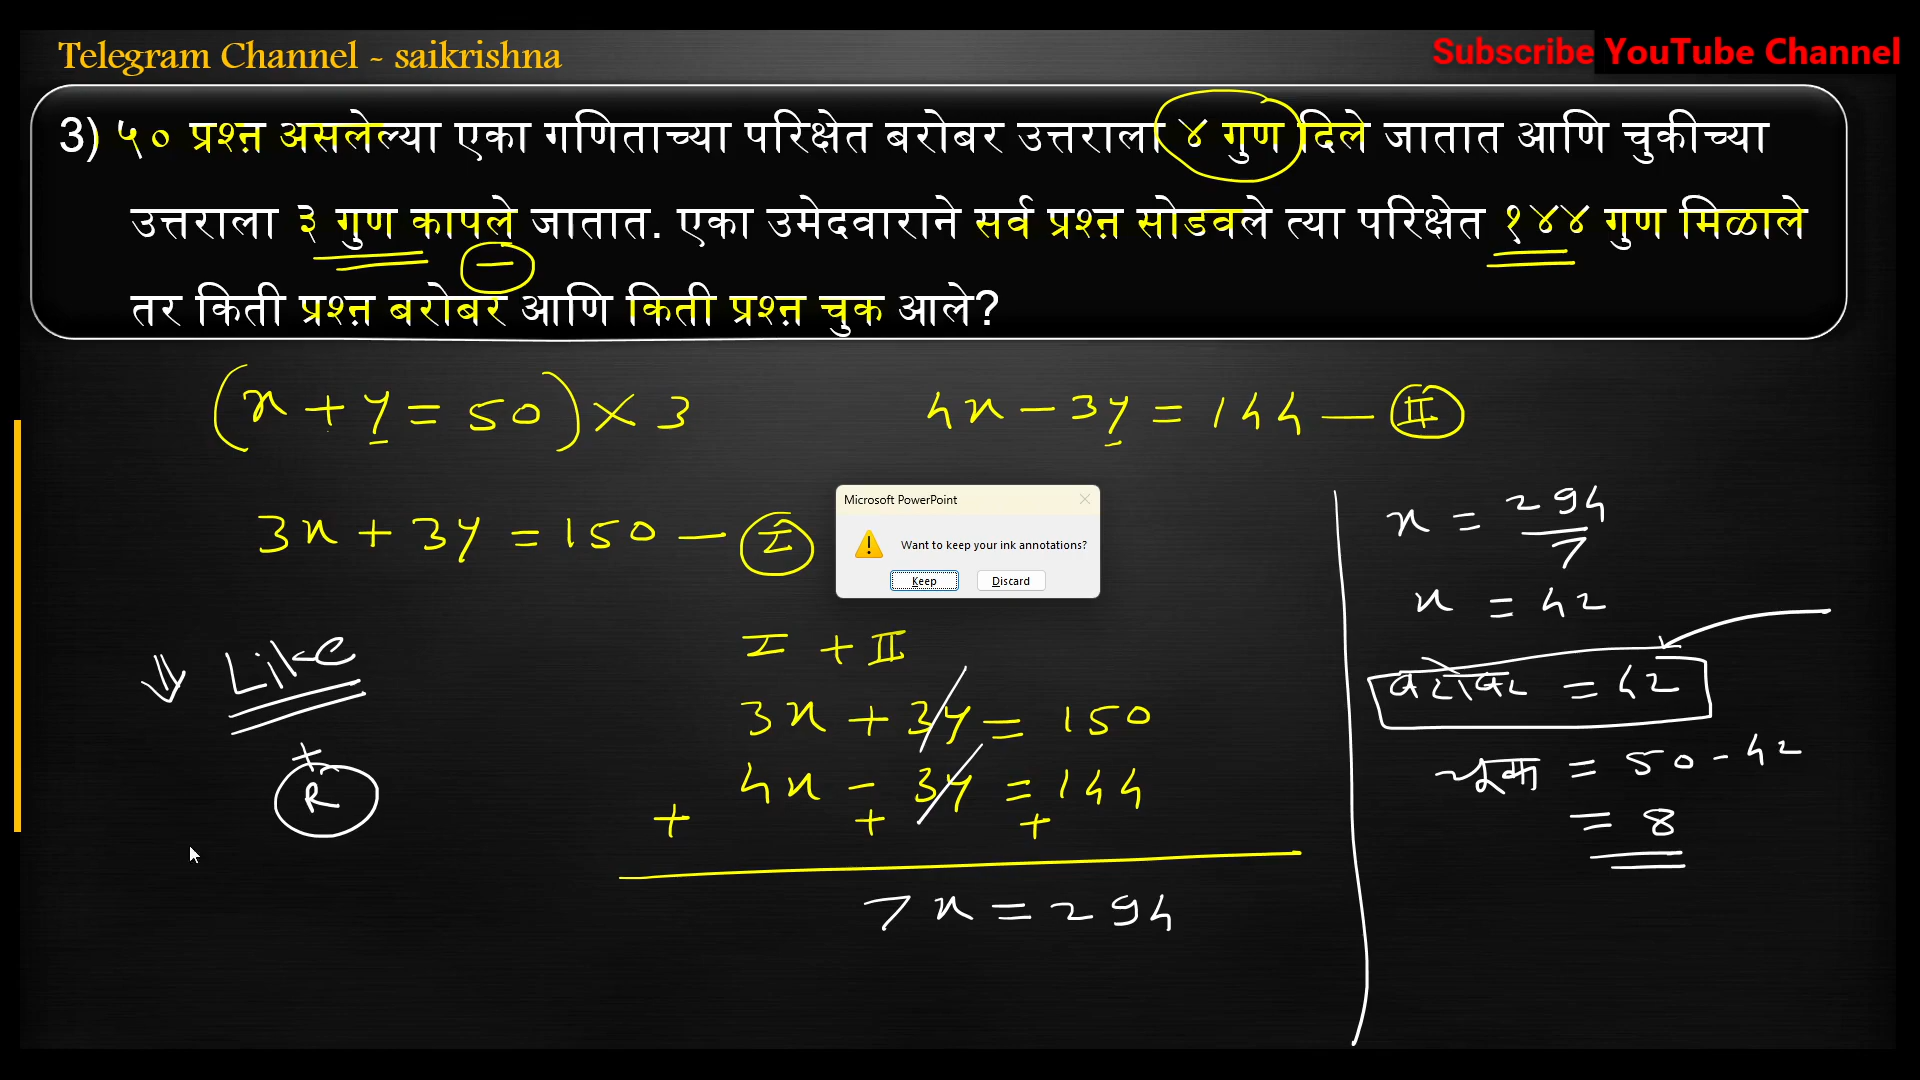 Telegram Channel - saikrishna
Subscribe YouTube Channel
3) ५० प्रश्न असलेल्या एका गणिताच्या परिक्षेत बरोबर उत्तराला ४ गुण दिले जातात आणि चुकीच्या
उत्तराला ३ गुण कापले जातात. एका उमेदवाराने सर्व प्रश्न सोडवले त्या परिक्षेत १४४ गुण मिळाले
तर किती प्रश्न बरोबर आणि किती प्रश्न चुक आले?
(x + y = 50) × 3
4x - 3y = 144 — II
3x + 3y = 150 — I
Microsoft PowerPoint
Want to keep your ink annotations?
Keep Discard
I + II
3x + 3y = 150
4x - 3y = 144
+ + +
7x = 294
x = 294/7
x = 42
बरोबर = 42
चूक = 50 - 42
= 8
Like
+
R